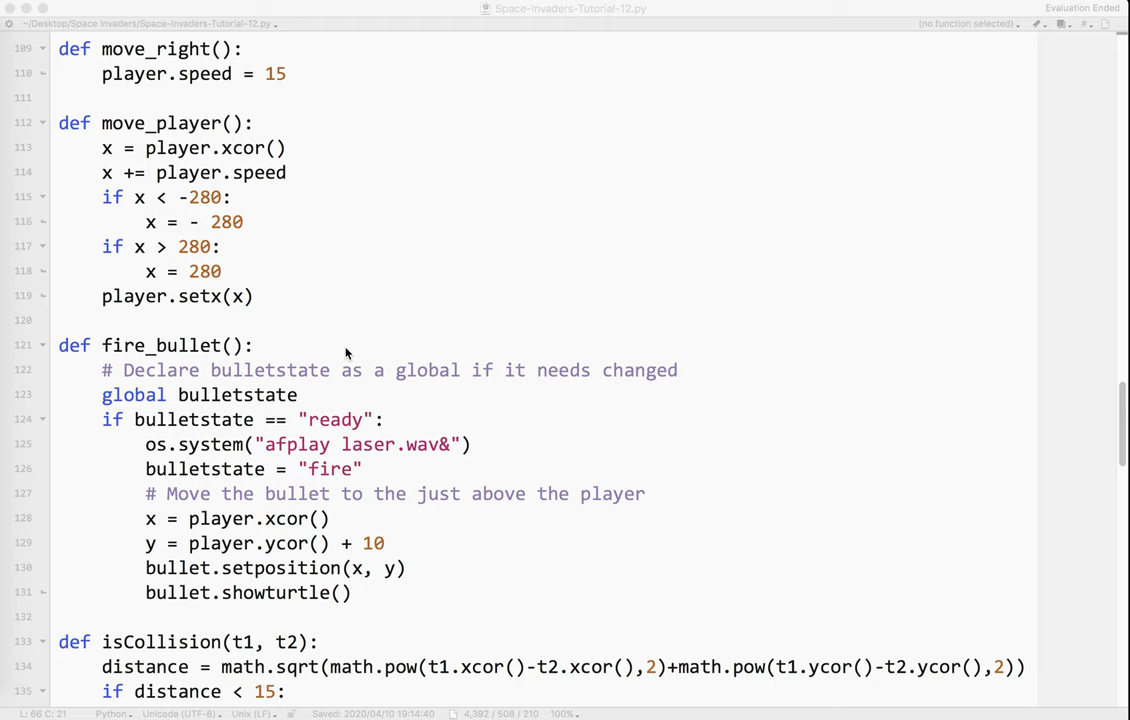 Space-Invaders-Tutorial-12.py
Evaluation Ended
~/Desktop/Space Invaders/Space-Invaders-Tutorial-12.py
(no function selected)
109 def move_right():
110 player.speed = 15
111
112 def move_player():
113 x = player.xcor()
114 x += player.speed
115 if x < -280:
116 x = - 280
117 if x > 280:
118 x = 280
119 player.setx(x)
120
121 def fire_bullet():
122 # Declare bulletstate as a global if it needs changed
123 global bulletstate
124 if bulletstate == "ready":
125 os.system("afplay laser.wav&")
126 bulletstate = "fire"
127 # Move the bullet to the just above the player
128 x = player.xcor()
129 y = player.ycor() + 10
130 bullet.setposition(x, y)
131 bullet.showturtle()
132
133 def isCollision(t1, t2):
134 distance = math.sqrt(math.pow(t1.xcor()-t2.xcor(),2)+math.pow(t1.ycor()-t2.ycor(),2))
135 if distance < 15:
L: 66 C: 21 Python Unicode (UTF-8) Unix (LF) Saved: 2020/04/10 19:14:40 4,392 / 508 / 210 100%